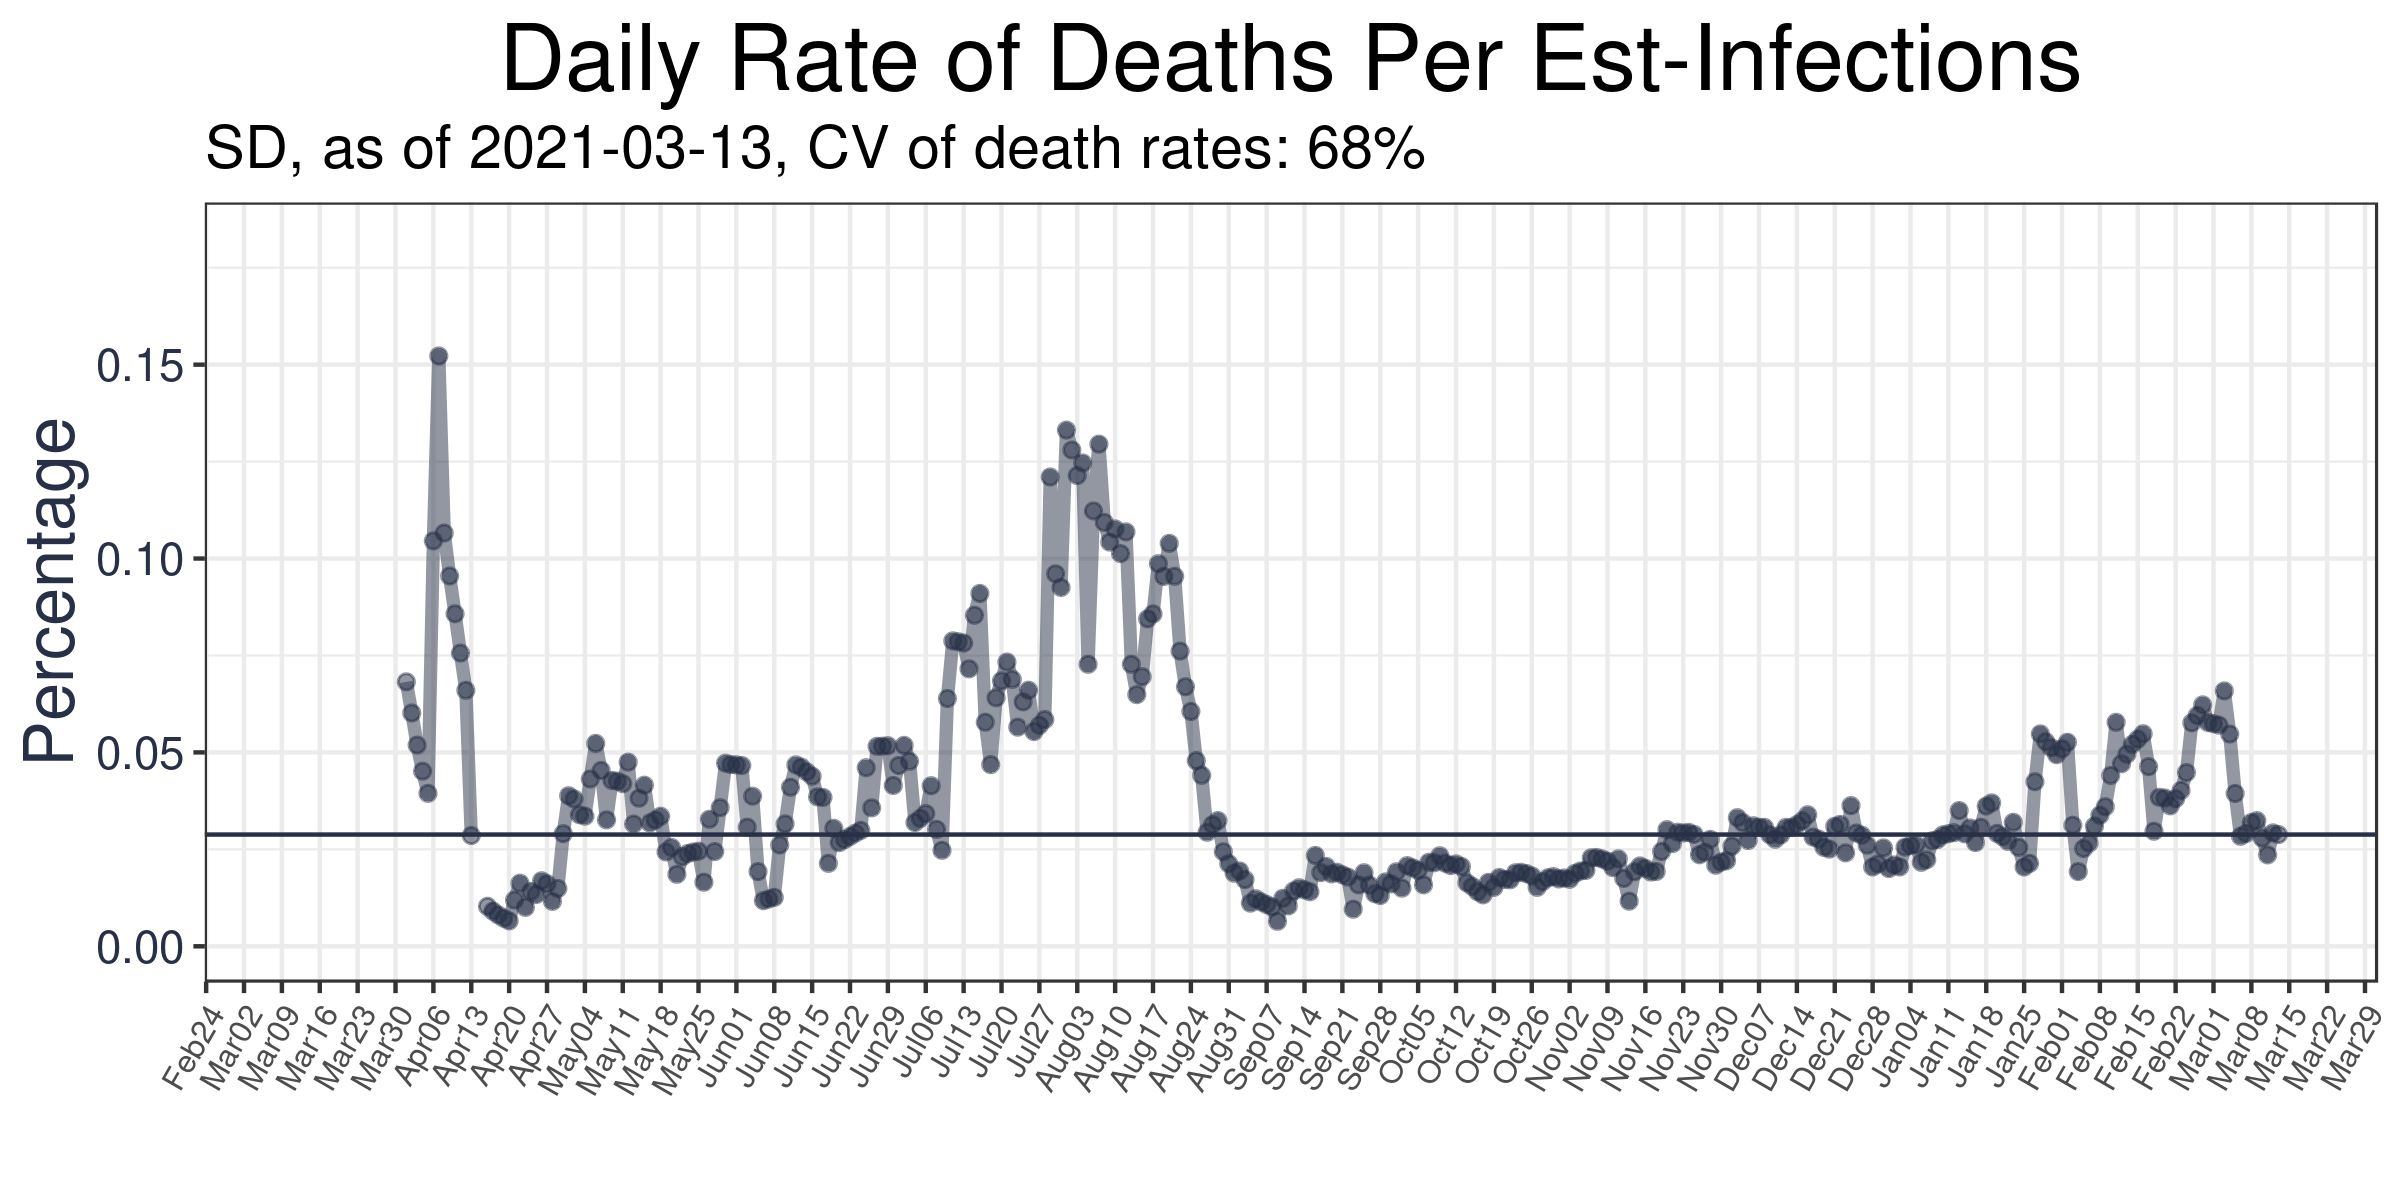 Daily Rate of Deaths Per Est-Infections
SD, as of 2021-03-13, CV of death rates: 68%
Percentage
0.15
0.10
0.05
0.00
Feb24
Mar02
Mar09
Mar16
Mar23
Mar30
Apr06
Apr13
Apr20
Apr27
May04
May11
May18
May25
Jun01
Jun08
Jun15
Jun22
Jun29
Jul06
Jul13
Jul20
Jul27
Aug03
Aug10
Aug17
Aug24
Aug31
Sep07
Sep14
Sep21
Sep28
Oct05
Oct12
Oct19
Oct26
Nov02
Nov09
Nov16
Nov23
Nov30
Dec07
Dec14
Dec21
Dec28
Jan04
Jan11
Jan18
Jan25
Feb01
Feb08
Feb15
Feb22
Mar01
Mar08
Mar15
Mar22
Mar29